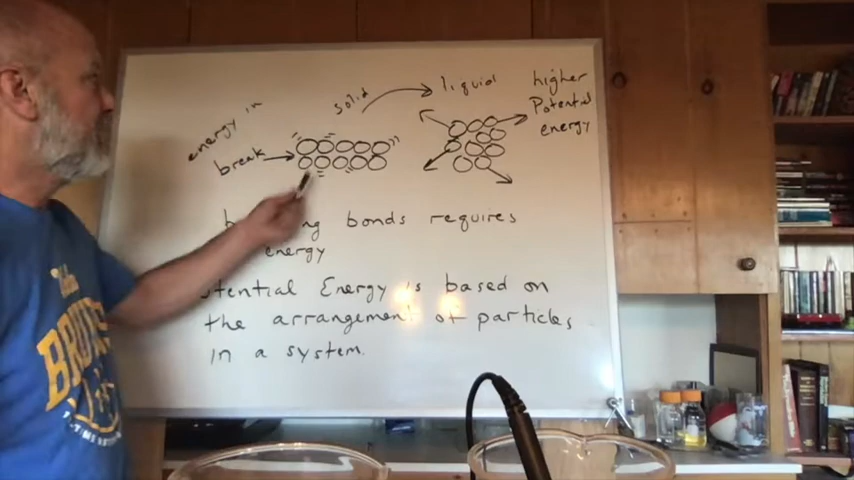 solid
liquid
higher
Potential
energy
energy in
break
bonds requires
energy
Energy is based on
the arrangement of particles
in a system.